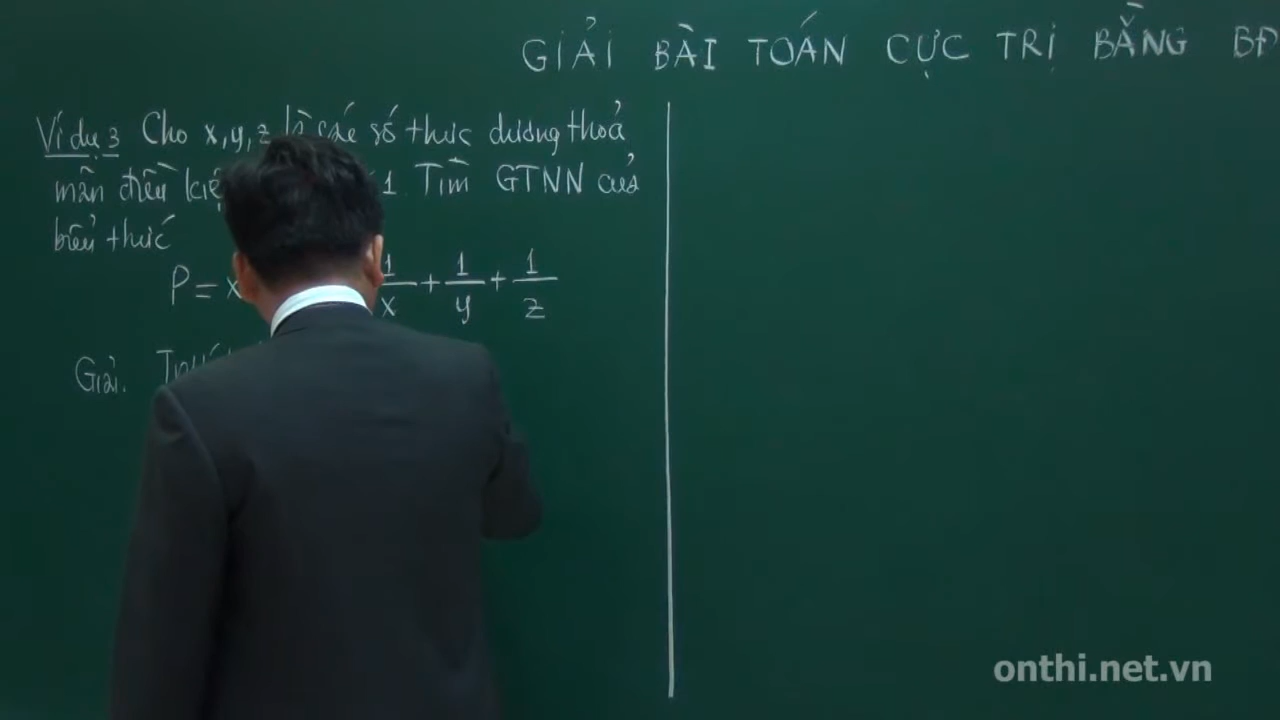 GIẢI BÀI TOÁN CỰC TRỊ BẰNG BĐ
Ví dụ 3 Cho x, y, z là các số thực dương thoả
mãn điều 1. Tìm GTNN của
biểu thức
P = x 1/x + 1/y + 1/z
Giải.
onthi.net.vn